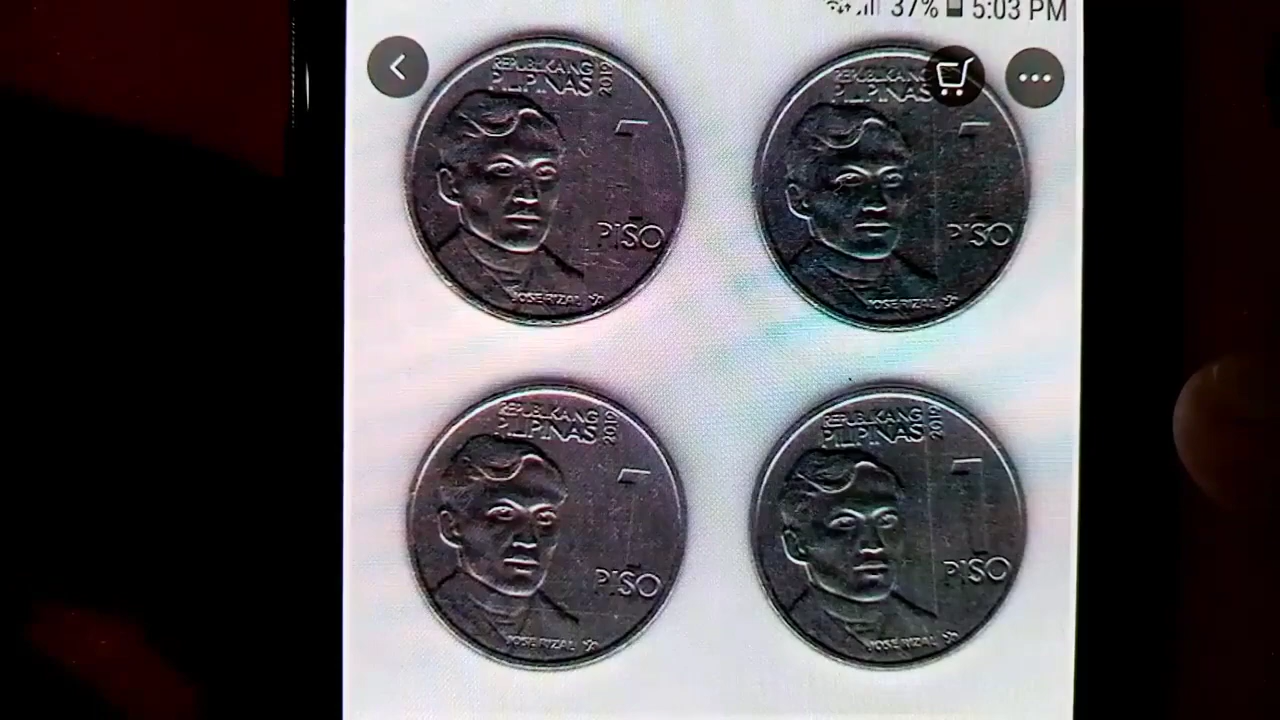 37% 5:03 PM
REPUBLIKANG
PILIPINAS
2019
1
PISO
JOSE RIZAL
REPUBLIKANG
PILIPINAS
1
PISO
JOSE RIZAL
REPUBLIKANG
PILIPINAS
2019
1
PISO
JOSE RIZAL
REPUBLIKANG
PILIPINAS
2019
1
PISO
JOSE RIZAL